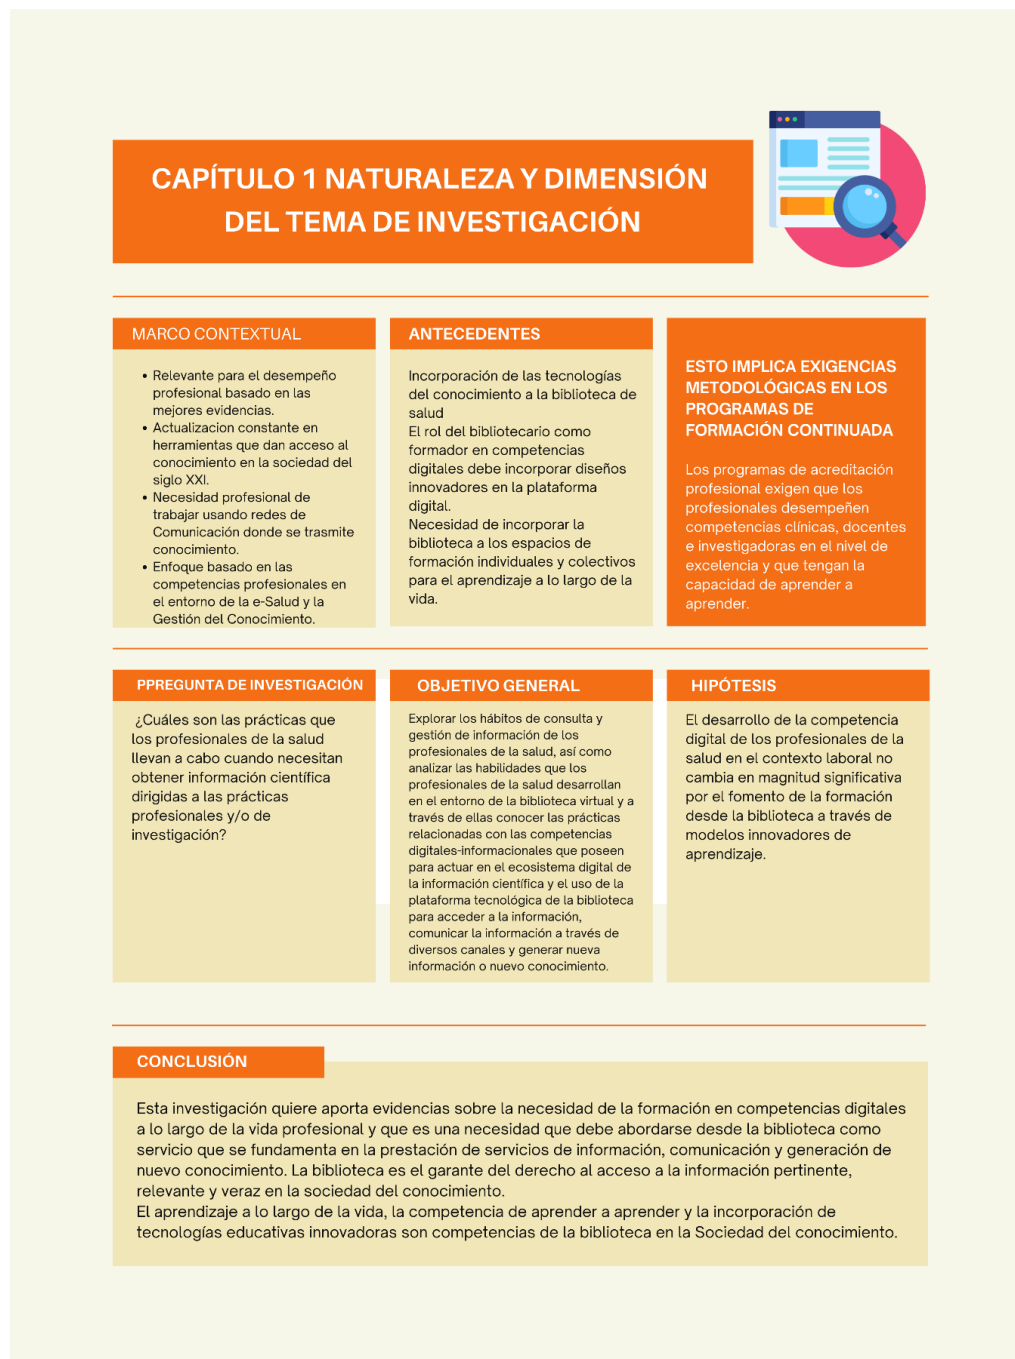 CAPÍTULO 1 NATURALEZA Y DIMENSIÓN
DEL TEMA DE INVESTIGACIÓN
MARCO CONTEXTUAL
• Relevante para el desempeño
profesional basado en las
mejores evidencias.
• Actualizacion constante en
herramientas que dan acceso al
conocimiento en la sociedad del
siglo XXI.
• Necesidad profesional de
trabajar usando redes de
Comunicación donde se trasmite
conocimiento.
• Enfoque basado en las
competencias profesionales en
el entorno de la e-Salud y la
Gestión del Conocimiento.
ANTECEDENTES
Incorporación de las tecnologías
del conocimiento a la biblioteca de
salud
El rol del bibliotecario como
formador en competencias
digitales debe incorporar diseños
innovadores en la plataforma
digital.
Necesidad de incorporar la
biblioteca a los espacios de
formación individuales y colectivos
para el aprendizaje a lo largo de la
vida.
ESTO IMPLICA EXIGENCIAS
METODOLÓGICAS EN LOS
PROGRAMAS DE
FORMACIÓN CONTINUADA
Los programas de acreditación
profesional exigen que los
profesionales desempeñen
competencias clínicas, docentes
e investigadoras en el nivel de
excelencia y que tengan la
capacidad de aprender a
aprender.
PPREGUNTA DE INVESTIGACIÓN
¿Cuáles son las prácticas que
los profesionales de la salud
llevan a cabo cuando necesitan
obtener información científica
dirigidas a las prácticas
profesionales y/o de
investigación?
OBJETIVO GENERAL
Explorar los hábitos de consulta y
gestión de información de los
profesionales de la salud, así como
analizar las habilidades que los
profesionales de la salud desarrollan
en el entorno de la biblioteca virtual y a
través de ellas conocer las prácticas
relacionadas con las competencias
digitales-informacionales que poseen
para actuar en el ecosistema digital de
la información científica y el uso de la
plataforma tecnológica de la biblioteca
para acceder a la información,
comunicar la información a través de
diversos canales y generar nueva
información o nuevo conocimiento.
HIPÓTESIS
El desarrollo de la competencia
digital de los profesionales de la
salud en el contexto laboral no
cambia en magnitud significativa
por el fomento de la formación
desde la biblioteca a través de
modelos innovadores de
aprendizaje.
CONCLUSIÓN
Esta investigación quiere aporta evidencias sobre la necesidad de la formación en competencias digitales
a lo largo de la vida profesional y que es una necesidad que debe abordarse desde la biblioteca como
servicio que se fundamenta en la prestación de servicios de información, comunicación y generación de
nuevo conocimiento. La biblioteca es el garante del derecho al acceso a la información pertinente,
relevante y veraz en la sociedad del conocimiento.
El aprendizaje a lo largo de la vida, la competencia de aprender a aprender y la incorporación de
tecnologías educativas innovadoras son competencias de la biblioteca en la Sociedad del conocimiento.